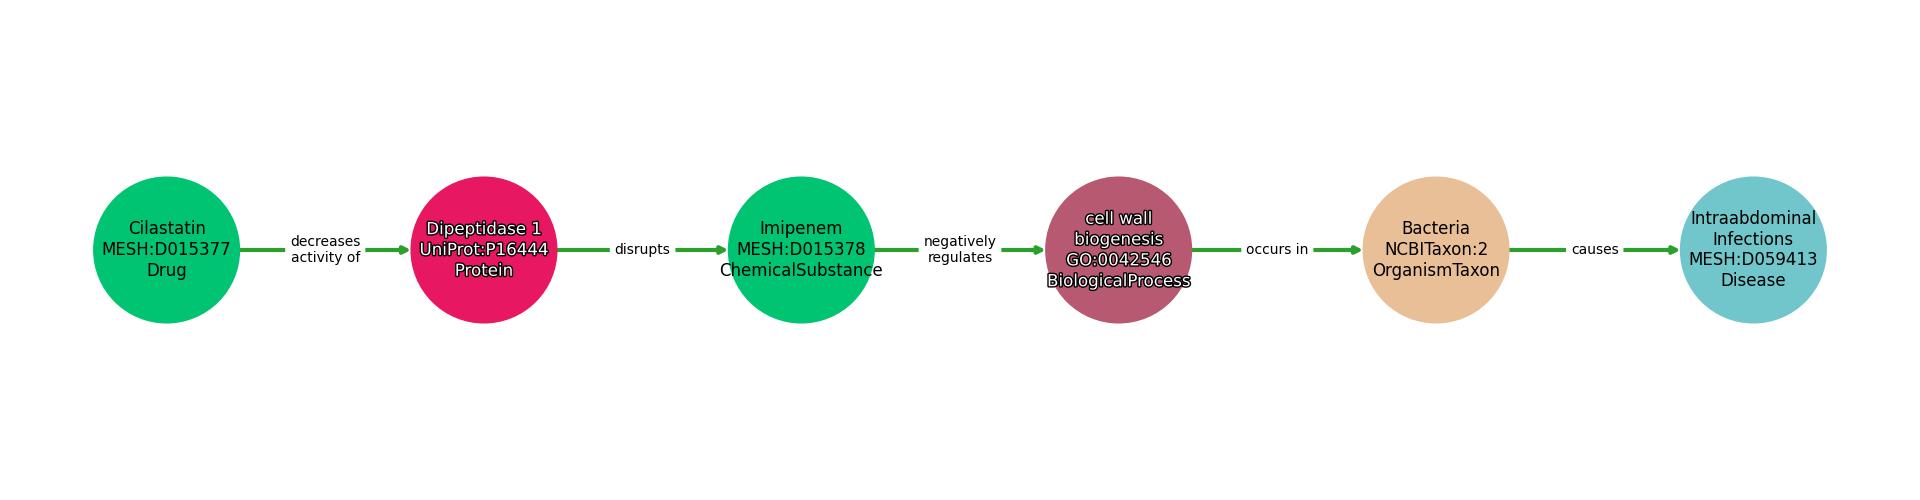 Cilastatin
MESH:D015377
Drug
decreases
activity of
Dipeptidase 1
UniProt:P16444
Protein
disrupts
Imipenem
MESH:D015378
ChemicalSubstance
negatively
regulates
cell wall
biogenesis
GO:0042546
BiologicalProcess
occurs in
Bacteria
NCBITaxon:2
OrganismTaxon
causes
Intraabdominal
Infections
MESH:D059413
Disease